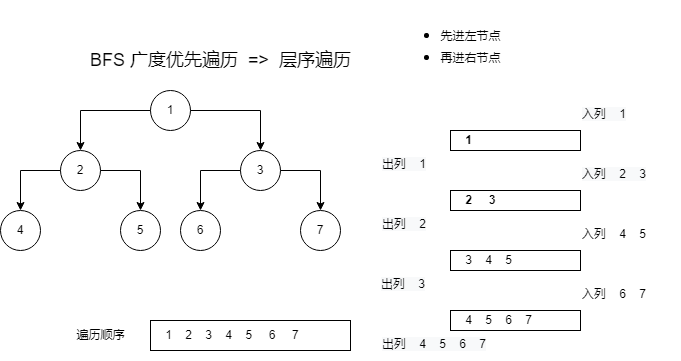 BFS 广度优先遍历 => 层序遍历
1
2 3
4 5 6 7
遍历顺序 1 2 3 4 5 6 7
先进左节点
再进右节点
入列 1
1
出列 1
入列 2 3
2 3
出列 2
入列 4 5
3 4 5
出列 3
入列 6 7
4 5 6 7
出列 4 5 6 7